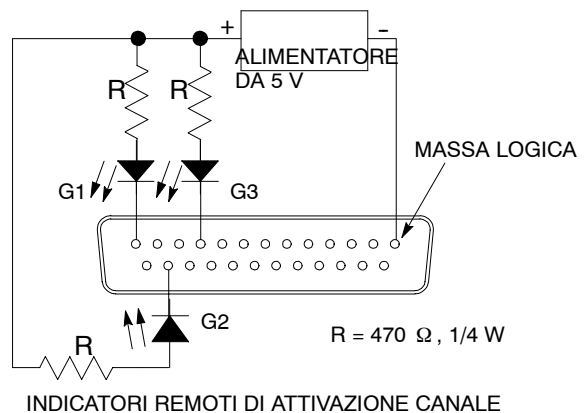 + -
ALIMENTATORE
DA 5 V
R R
MASSA LOGICA
G1 G3
G2
R = 470 Ω, 1/4 W
R
INDICATORI REMOTI DI ATTIVAZIONE CANALE